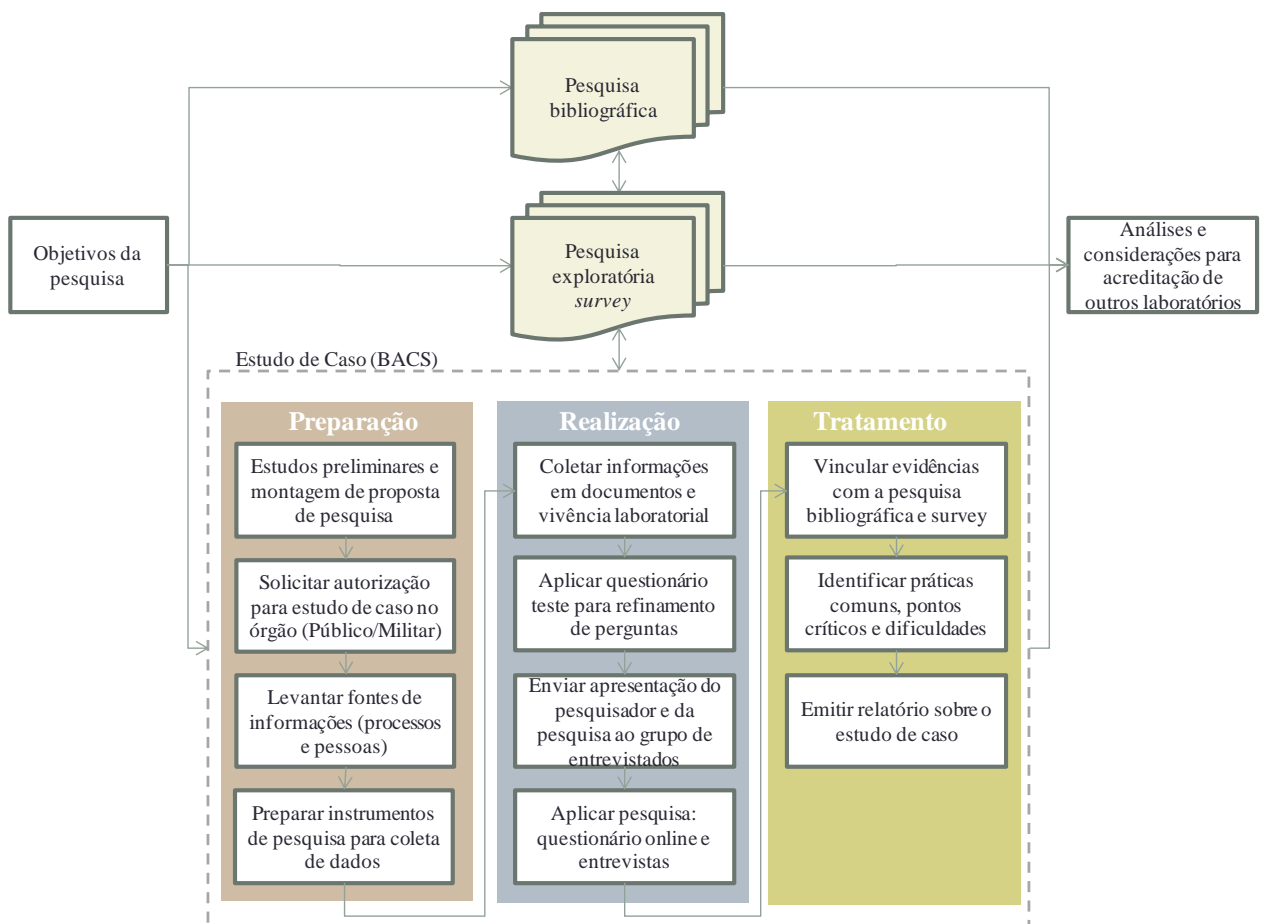 Pesquisa
bibliográfica
Objetivos da
pesquisa
Pesquisa
exploratória
survey
Análises e
considerações para
acreditação de
outros laboratórios
Estudo de Caso (BACS)
Preparação
Estudos preliminares e
montagem de proposta
de pesquisa
Solicitar autorização
para estudo de caso no
órgão (Público/Militar)
Levantar fontes de
informações (processos
e pessoas)
Preparar instrumentos
de pesquisa para coleta
de dados
Realização
Coletar informações
em documentos e
vivência laboratorial
Aplicar questionário
teste para refinamento
de perguntas
Enviar apresentação do
pesquisador e da
pesquisa ao grupo de
entrevistados
Aplicar pesquisa:
questionário online e
entrevistas
Tratamento
Vincular evidências
com a pesquisa
bibliográfica e survey
Identificar práticas
comuns, pontos
críticos e dificuldades
Emitir relatório sobre o
estudo de caso